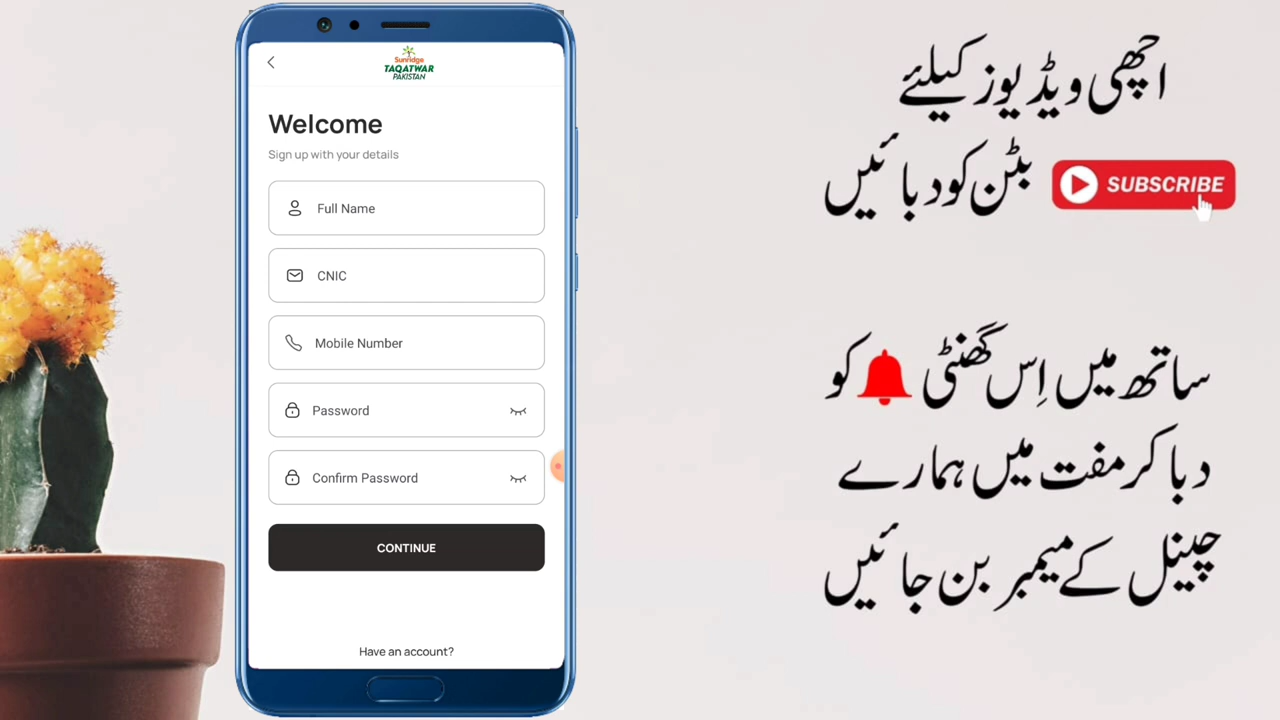 Sunridge
TAQATWAR
PAKISTAN
Welcome
Sign up with your details
Full Name
CNIC
Mobile Number
Password
Confirm Password
CONTINUE
Have an account?
اچھی ویڈیوز کیلئے
بٹن کو دبائیں SUBSCRIBE
ساتھ میں اِس گھنٹی کو
دبا کر مفت میں ہمارے
چینل کے میمبر بن جائیں